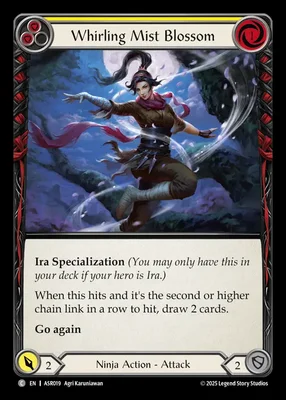 Whirling Mist Blossom
Ira Specialization (You may only have this in
your deck if your hero is Ira.)
When this hits and it's the second or higher
chain link in a row to hit, draw 2 cards.
Go again
2
Ninja Action - Attack
2
C | EN | ASR019 Agri Karuniawan
©2025 Legend Story Studios